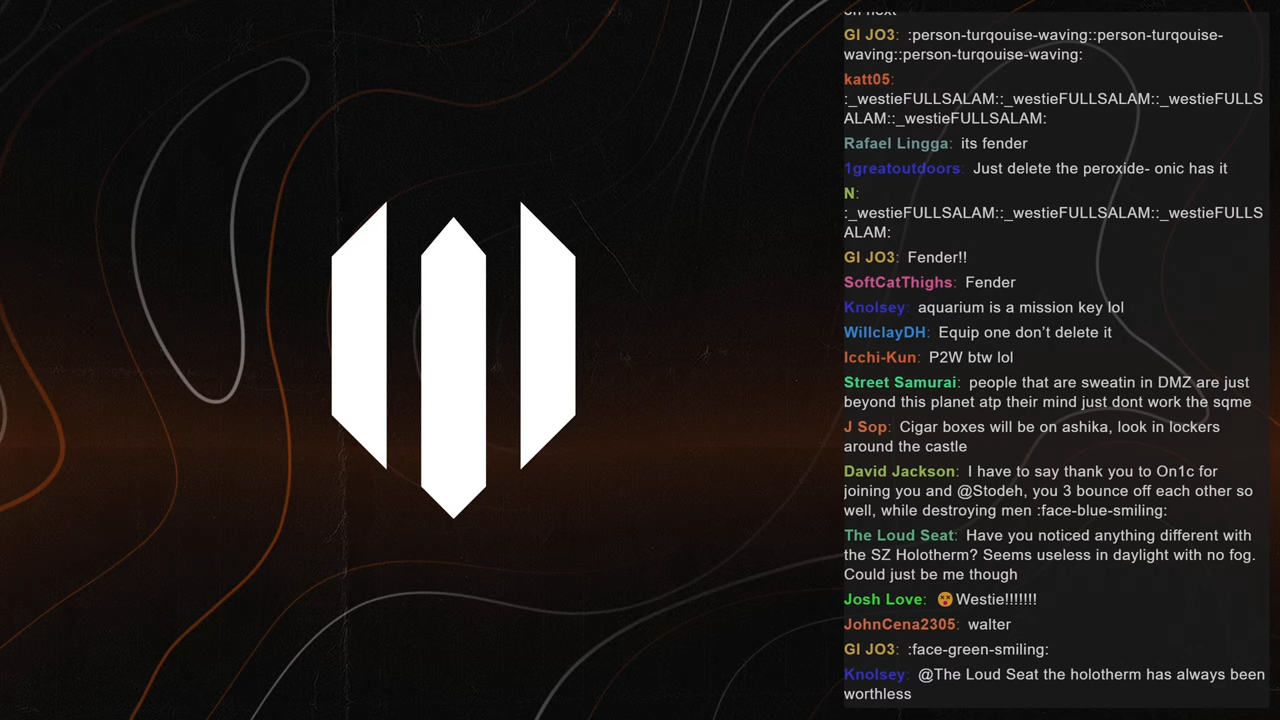 on next
GI JO3: :person-turqouise-waving::person-turqouise-
waving::person-turqouise-waving:
katt05:
:_westieFULLSALAM::_westieFULLSALAM::_westieFULLS
ALAM::_westieFULLSALAM:
Rafael Lingga: its fender
1greatoutdoors: Just delete the peroxide- onic has it
N:
:_westieFULLSALAM::_westieFULLSALAM::_westieFULLS
ALAM:
GI JO3: Fender!!
SoftCatThighs: Fender
Knolsey: aquarium is a mission key lol
WillclayDH: Equip one don’t delete it
Icchi-Kun: P2W btw lol
Street Samurai: people that are sweatin in DMZ are just
beyond this planet atp their mind just dont work the sqme
J Sop: Cigar boxes will be on ashika, look in lockers
around the castle
David Jackson: I have to say thank you to On1c for
joining you and @Stodeh, you 3 bounce off each other so
well, while destroying men :face-blue-smiling:
The Loud Seat: Have you noticed anything different with
the SZ Holotherm? Seems useless in daylight with no fog.
Could just be me though
Josh Love: 😵Westie!!!!!!!
JohnCena2305: walter
GI JO3: :face-green-smiling:
Knolsey: @The Loud Seat the holotherm has always been
worthless